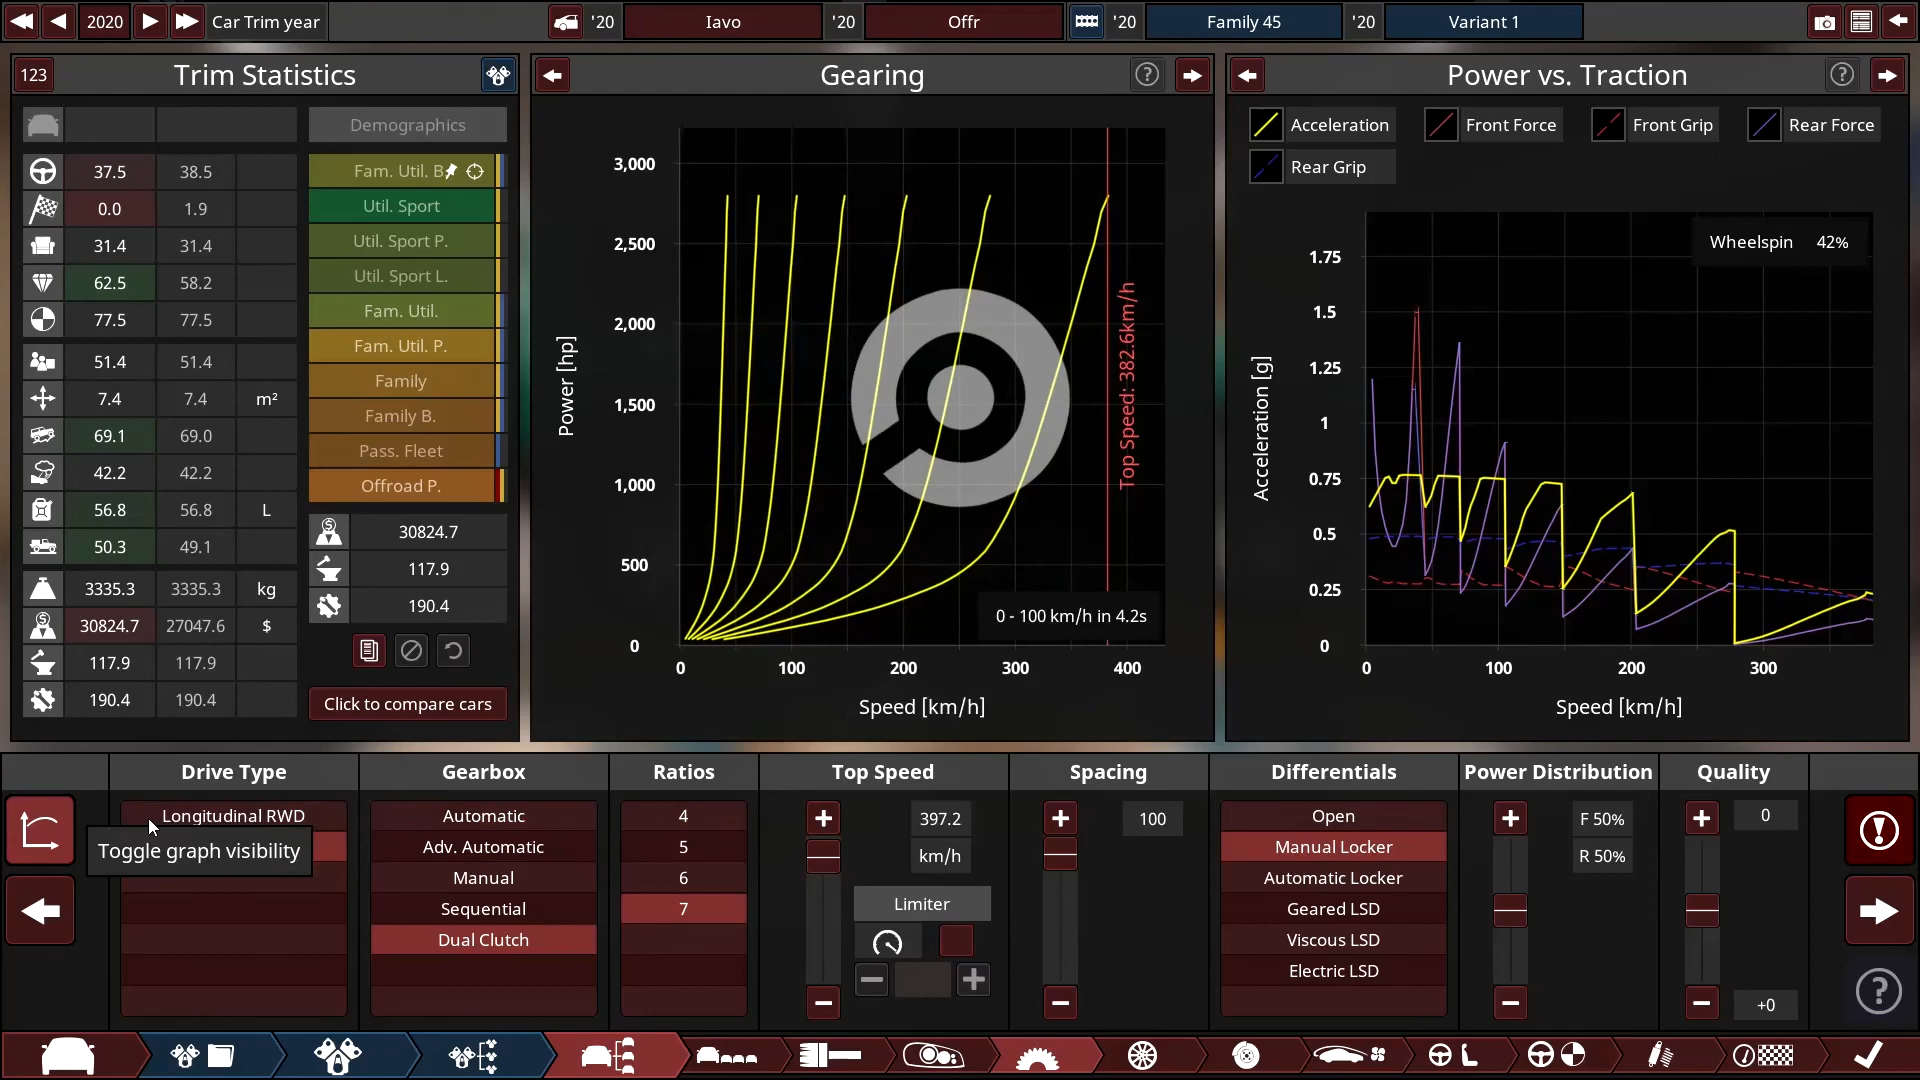 2020
Car Trim year
'20
Iavo
'20
Offr
'20
Family 45
'20
Variant 1
123
Trim Statistics
37.5 38.5
0.0 1.9
31.4 31.4
62.5 58.2
77.5 77.5
51.4 51.4
7.4 7.4 m²
69.1 69.0
42.2 42.2
56.8 56.8 L
50.3 49.1
3335.3 3335.3 kg
30824.7 27047.6 $
117.9 117.9
190.4 190.4
Demographics
Fam. Util. B.
Util. Sport
Util. Sport P.
Util. Sport L.
Fam. Util.
Fam. Util. P.
Family
Family B.
Pass. Fleet
Offroad P.
30824.7
117.9
190.4
Click to compare cars
Gearing
?
Power [hp]
3,000
2,500
2,000
1,500
1,000
500
0
0 100 200 300 400
Speed [km/h]
Top Speed: 382.6km/h
0 - 100 km/h in 4.2s
Power vs. Traction
?
Acceleration
Front Force
Front Grip
Rear Force
Rear Grip
Wheelspin 42%
Acceleration [g]
1.75
1.5
1.25
1
0.75
0.5
0.25
0
0 100 200 300
Speed [km/h]
Drive Type
Longitudinal RWD
Toggle graph visibility
Gearbox
Automatic
Adv. Automatic
Manual
Sequential
Dual Clutch
Ratios
4
5
6
7
Top Speed
397.2
km/h
Limiter
Spacing
100
Differentials
Open
Manual Locker
Automatic Locker
Geared LSD
Viscous LSD
Electric LSD
Power Distribution
F 50%
R 50%
Quality
0
+0
?